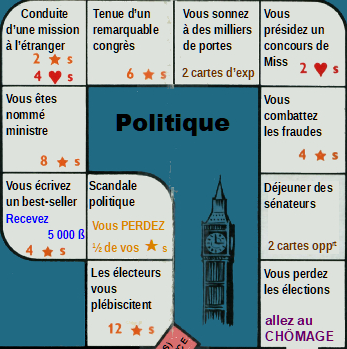 Conduite
d'une mission
à l'étranger
2 ★ s
4 ♥ s
Tenue d'un
remarquable
congrès
6 ★ s
Vous sonnez
à des milliers
de portes
2 cartes d'exp
Vous
présidez un
concours de
Miss
2 ♥ s
Vous êtes
nommé
ministre
8 ★ s
Politique
Vous
combattez
les fraudes
4 ★ s
Vous écrivez
un best-seller
Recevez
5 000 ß
4 ★ s
Scandale
politique
Vous PERDEZ
½ de vos ★ s
Déjeuner des
sénateurs
2 cartes oppᵉ
Les électeurs
vous
plébiscitent
12 ★ s
Vous perdez
les élections
allez au
CHÔMAGE